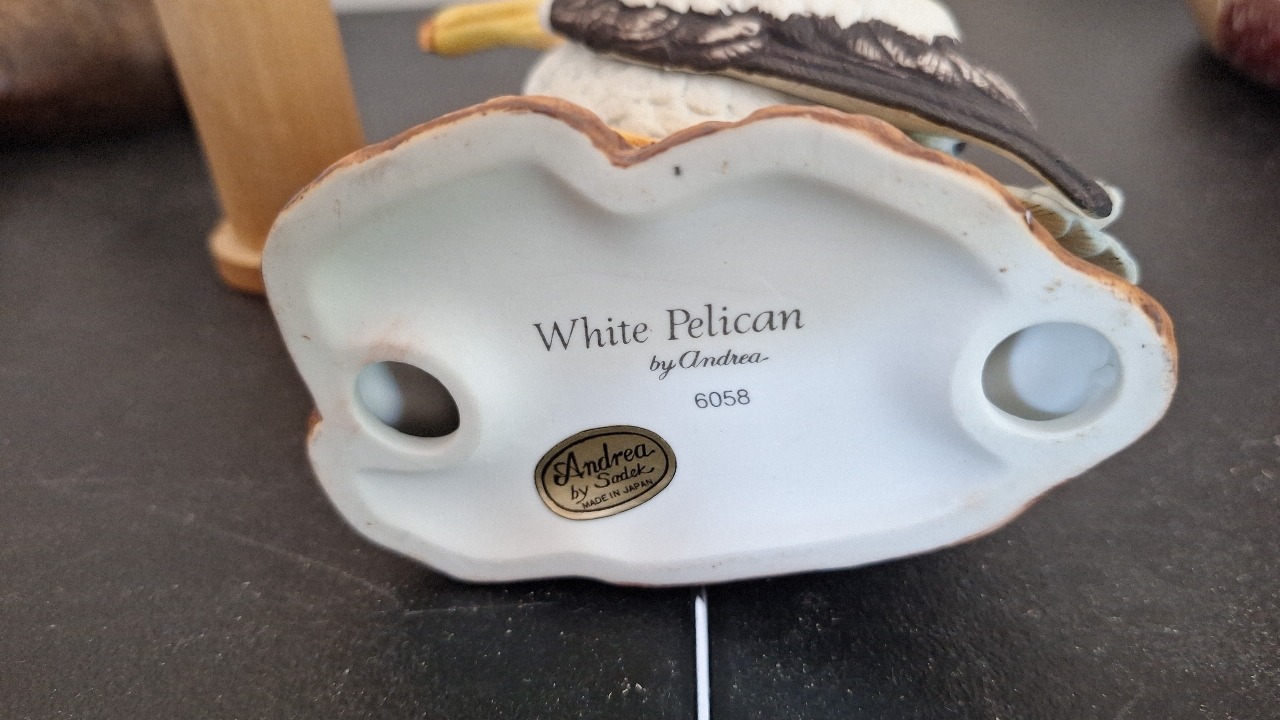 White Pelican
by Andrea
6058
Andrea
by Sadek
MADE IN JAPAN